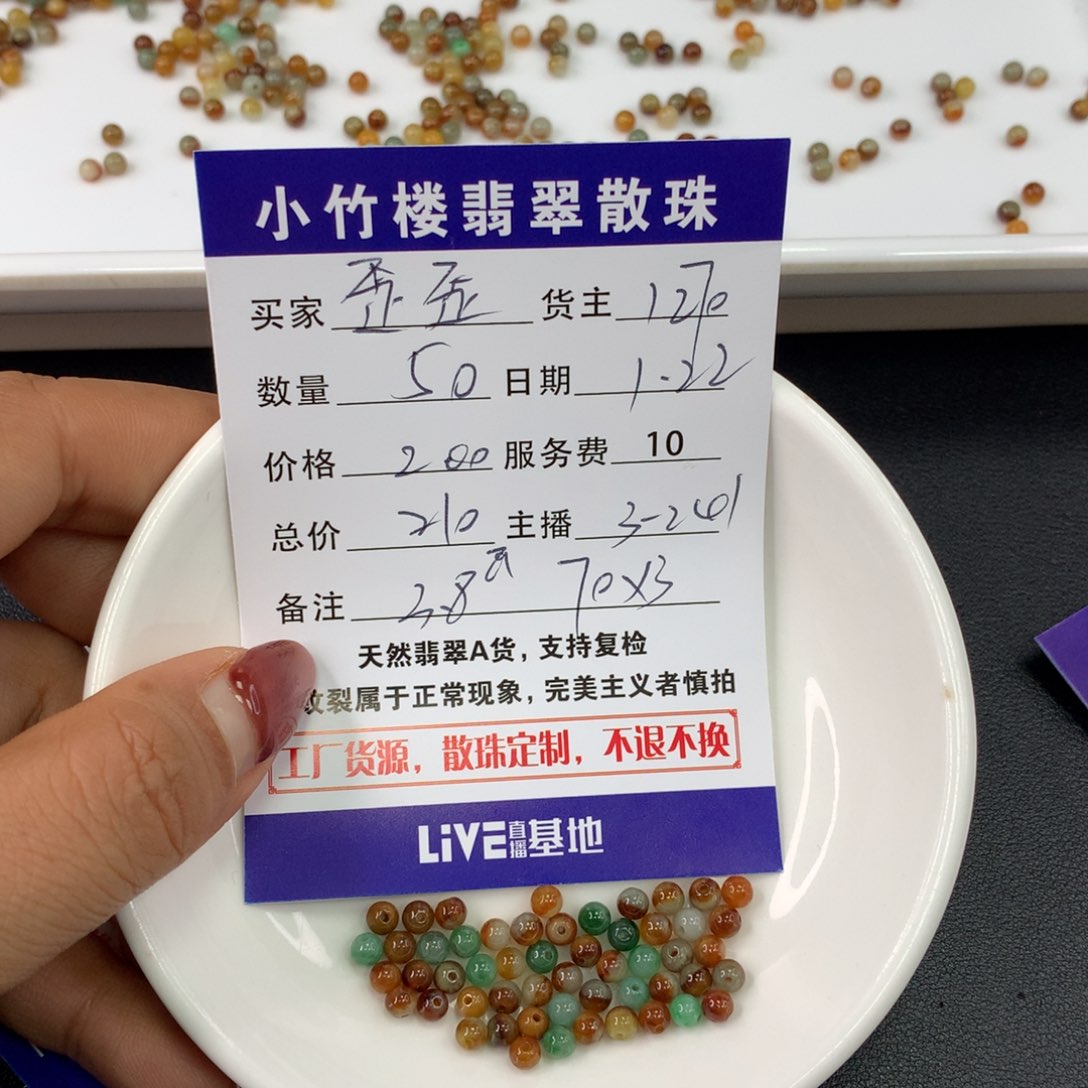 小竹楼翡翠散珠
买家 歪歪 货主 127
数量 50 日期 1-22
价格 200 服务费 10
总价 210 主播 3-241
备注 3.8 70x3
天然翡翠A货，支持复检
纹裂属于正常现象，完美主义者慎拍
工厂货源，散珠定制，不退不换
LiVE直播基地